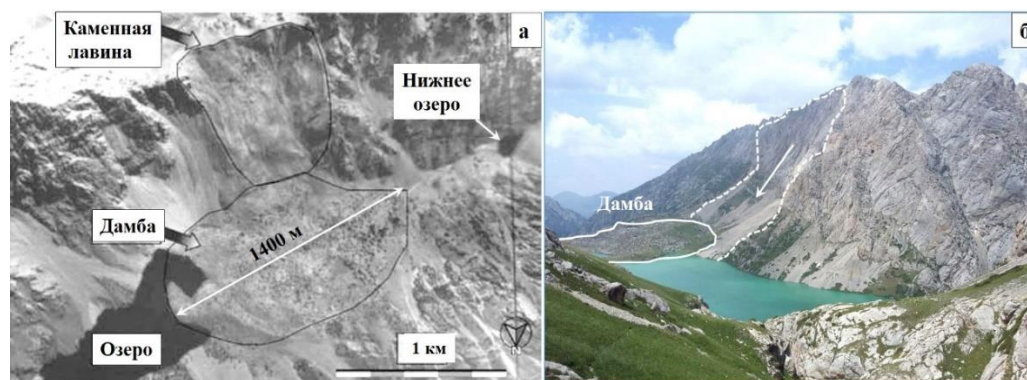 Каменная
лавина
а
Нижнее
озеро
Дамба
1400 м
Озеро
1 км
N
б
Дамба